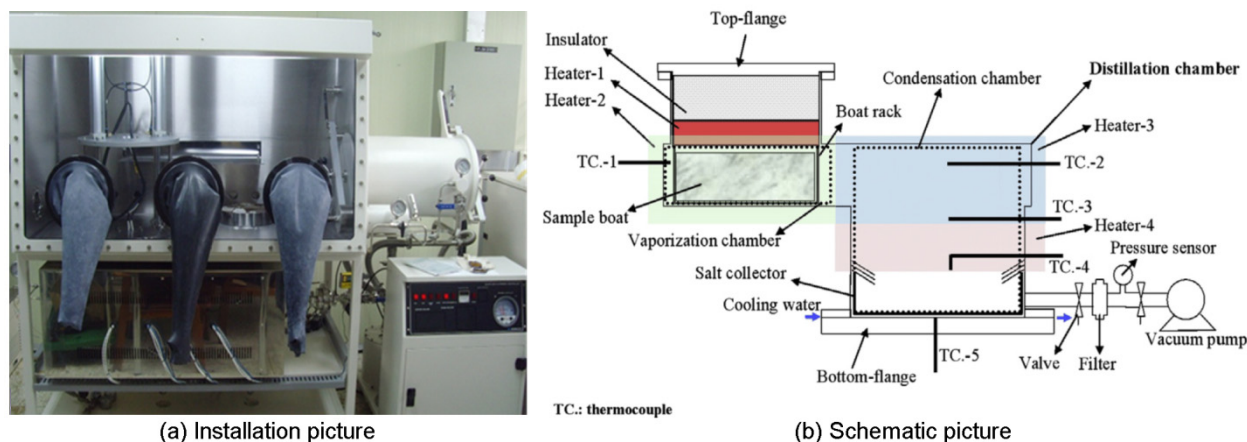 Top-flange
Insulator
Heater-1
Heater-2
Condensation chamber
Distillation chamber
Boat rack
Heater-3
TC.-1
TC.-2
Sample boat
TC.-3
Vaporization chamber
Heater-4
Pressure sensor
Salt collector
TC.-4
Cooling water
Vacuum pump
TC.-5
Valve
Filter
Bottom-flange
TC.: thermocouple
(a) Installation picture
(b) Schematic picture